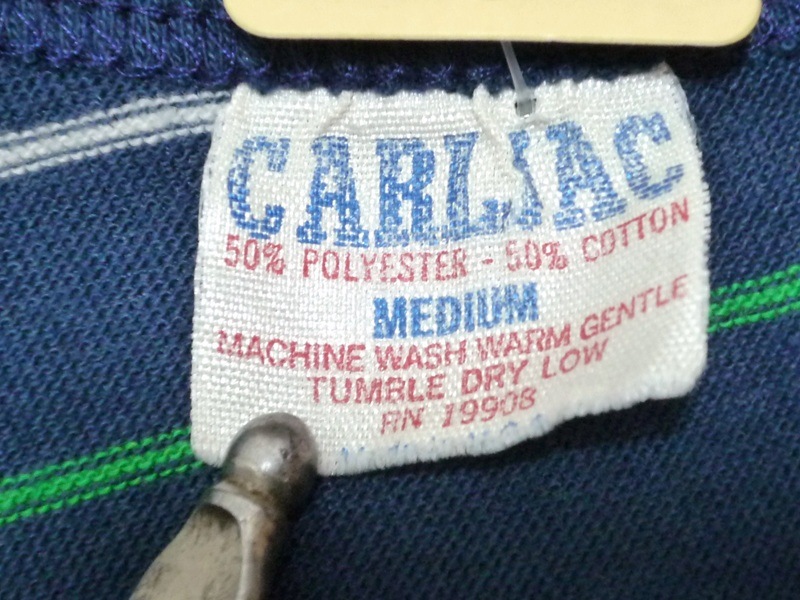 CARLJAC
50% POLYESTER - 50% COTTON
MEDIUM
MACHINE WASH WARM GENTLE
TUMBLE DRY LOW
RN 19908